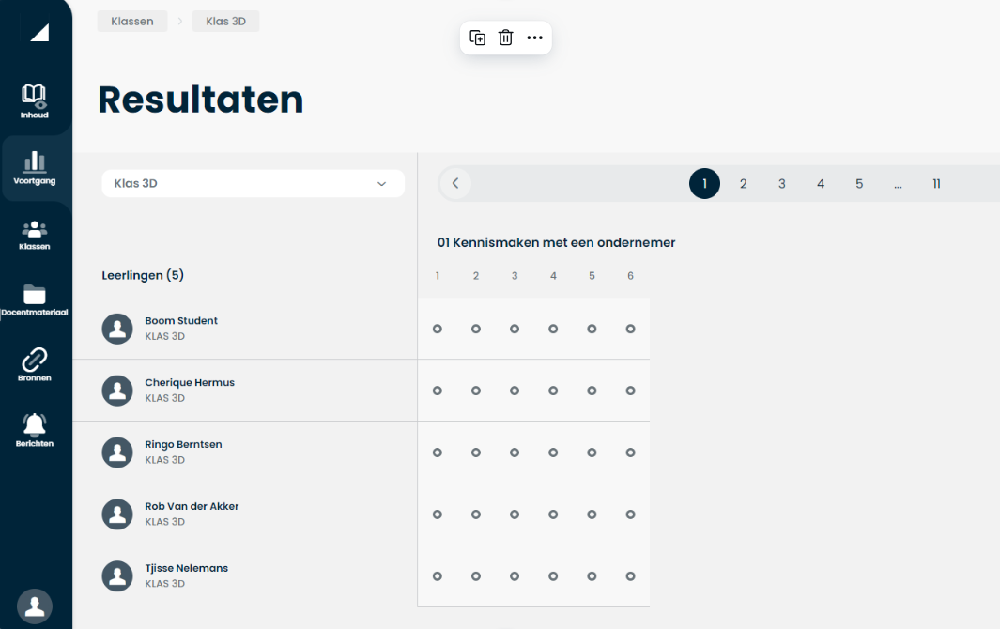 Klassen
Klas 3D
Resultaten
Inhoud
Voortgang
Klassen
Docentmateriaal
Bronnen
Berichten
Klas 3D
1 2 3 4 5 ... 11
01 Kennismaken met een ondernemer
Leerlingen (5)
1 2 3 4 5 6
Boom Student
KLAS 3D
Cherique Hermus
KLAS 3D
Ringo Berntsen
KLAS 3D
Rob Van der Akker
KLAS 3D
Tjisse Nelemans
KLAS 3D